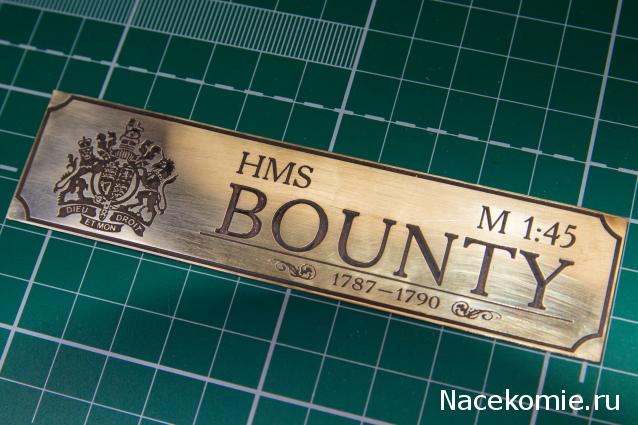 HMS
BOUNTY
M 1:45
1787–1790
DIEU DROIT
ET MON
Nacekomie.ru